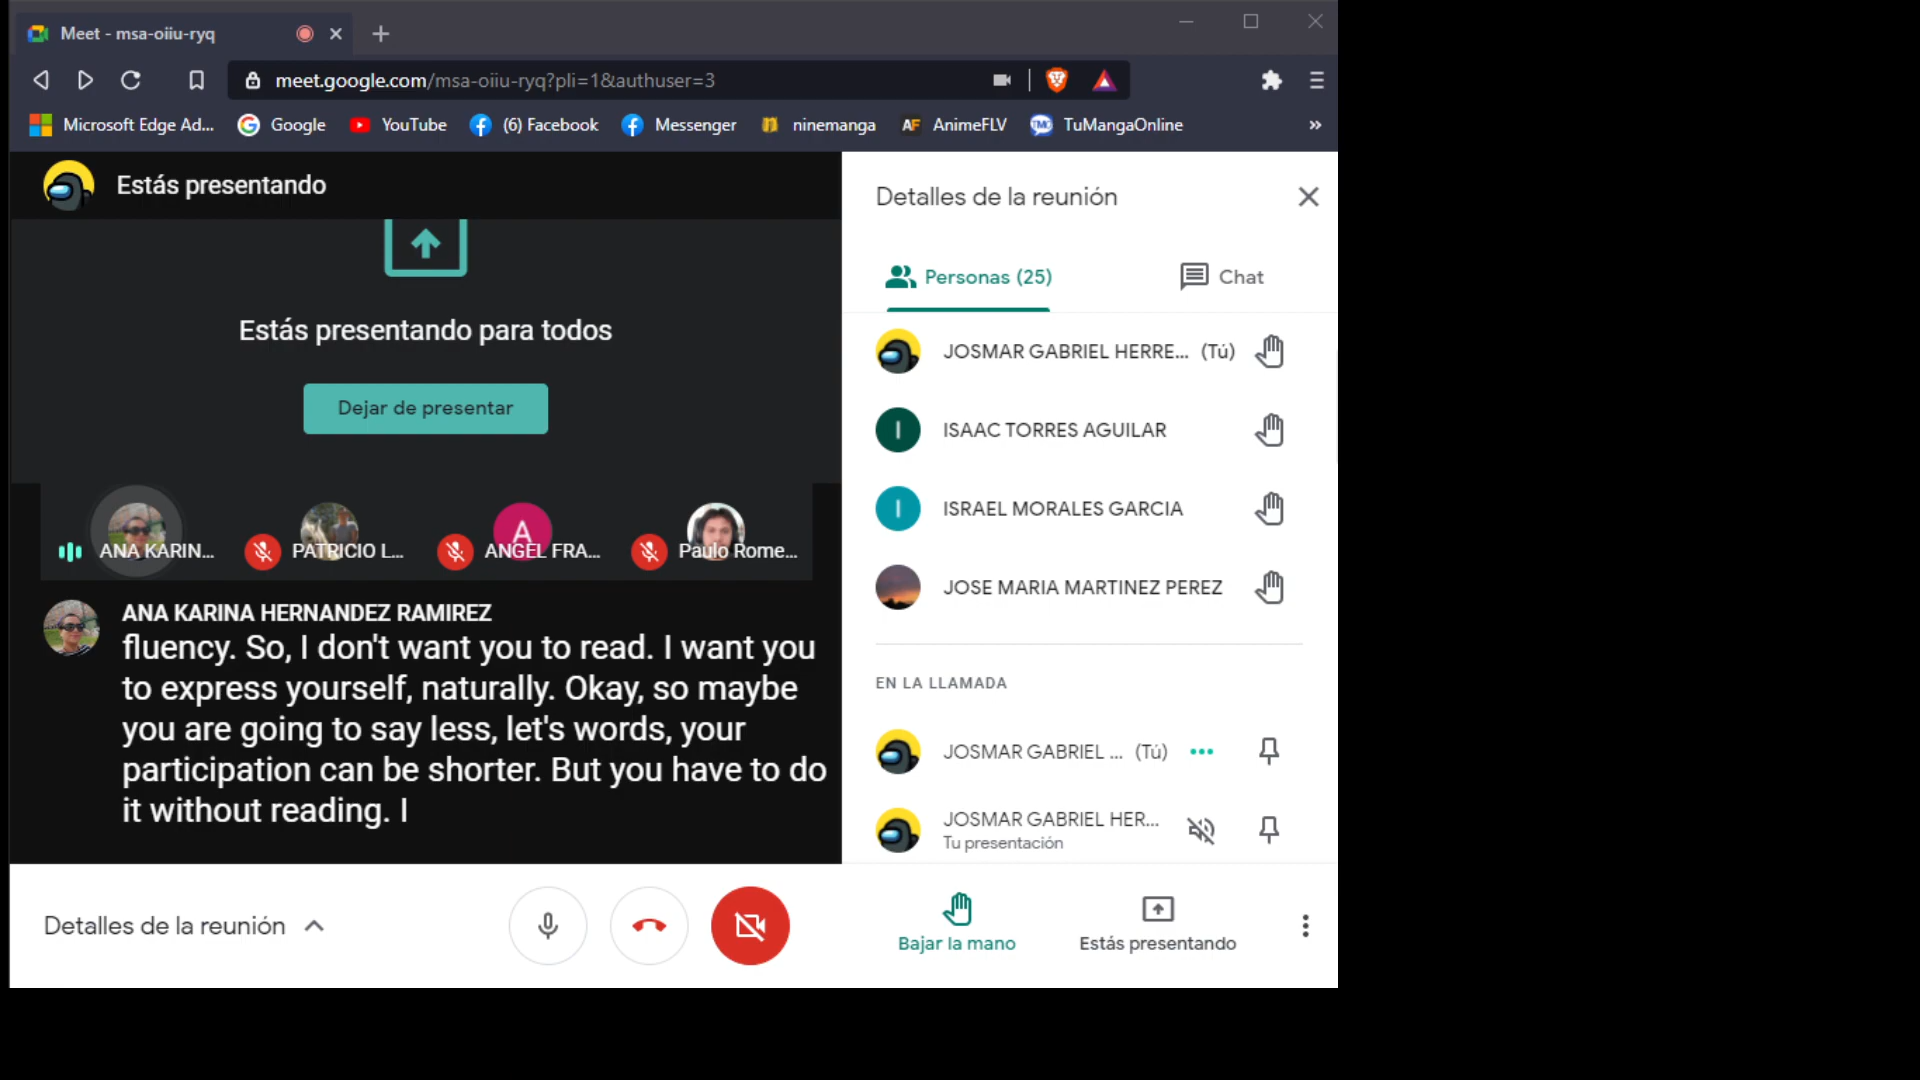 Meet - msa-oiiu-ryq
meet.google.com/msa-oiiu-ryq?pli=1&authuser=3
Microsoft Edge Ad...
Google
YouTube
(6) Facebook
Messenger
ninemanga
AF AnimeFLV
TMO TuMangaOnline
»
Estás presentando
Estás presentando para todos
Dejar de presentar
ANA KARIN...
PATRICIO L...
A
ANGEL FRA...
Paulo Rome...
ANA KARINA HERNANDEZ RAMIREZ
fluency. So, I don't want you to read. I want you
to express yourself, naturally. Okay, so maybe
you are going to say less, let's words, your
participation can be shorter. But you have to do
it without reading. I
Detalles de la reunión
Personas (25)
Chat
JOSMAR GABRIEL HERRE... (Tú)
I ISAAC TORRES AGUILAR
I ISRAEL MORALES GARCIA
JOSE MARIA MARTINEZ PEREZ
EN LA LLAMADA
JOSMAR GABRIEL ... (Tú)
JOSMAR GABRIEL HER...
Tu presentación
Detalles de la reunión
Bajar la mano
Estás presentando